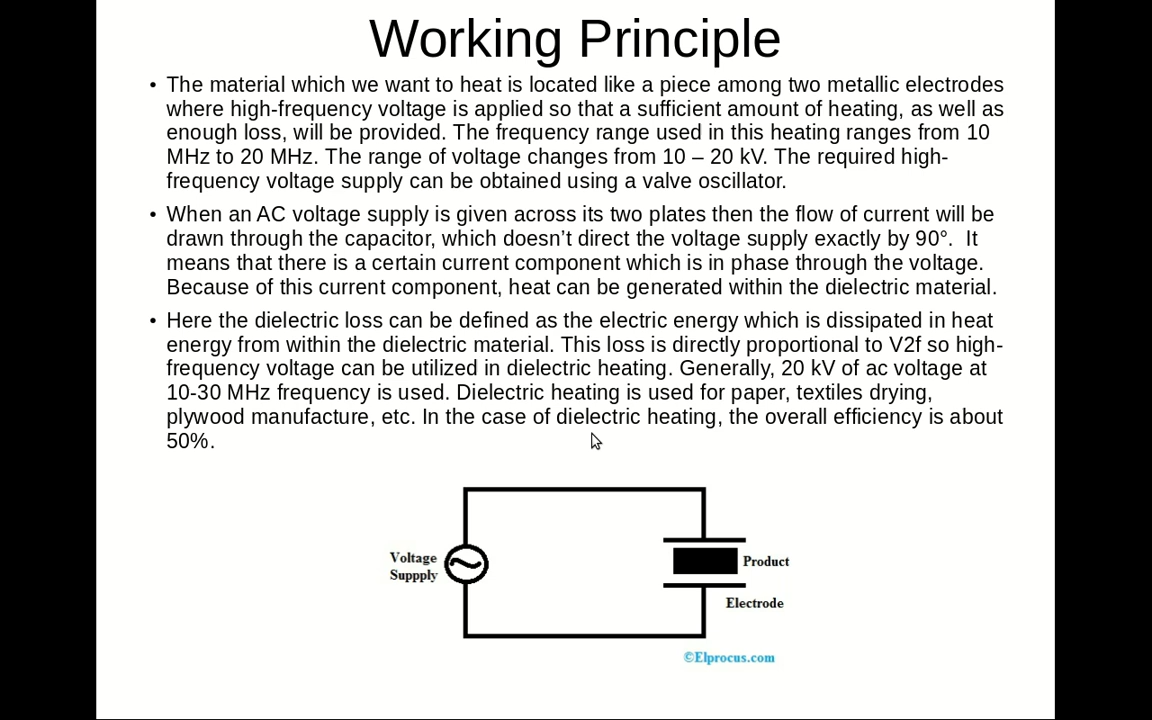 Working Principle
• The material which we want to heat is located like a piece among two metallic electrodes
where high-frequency voltage is applied so that a sufficient amount of heating, as well as
enough loss, will be provided. The frequency range used in this heating ranges from 10
MHz to 20 MHz. The range of voltage changes from 10 – 20 kV. The required high-
frequency voltage supply can be obtained using a valve oscillator.
• When an AC voltage supply is given across its two plates then the flow of current will be
drawn through the capacitor, which doesn’t direct the voltage supply exactly by 90°.  It
means that there is a certain current component which is in phase through the voltage.
Because of this current component, heat can be generated within the dielectric material.
• Here the dielectric loss can be defined as the electric energy which is dissipated in heat
energy from within the dielectric material. This loss is directly proportional to V2f so high-
frequency voltage can be utilized in dielectric heating. Generally, 20 kV of ac voltage at
10-30 MHz frequency is used. Dielectric heating is used for paper, textiles drying,
plywood manufacture, etc. In the case of dielectric heating, the overall efficiency is about
50%.
Voltage
Suppply
Product
Electrode
©Elprocus.com